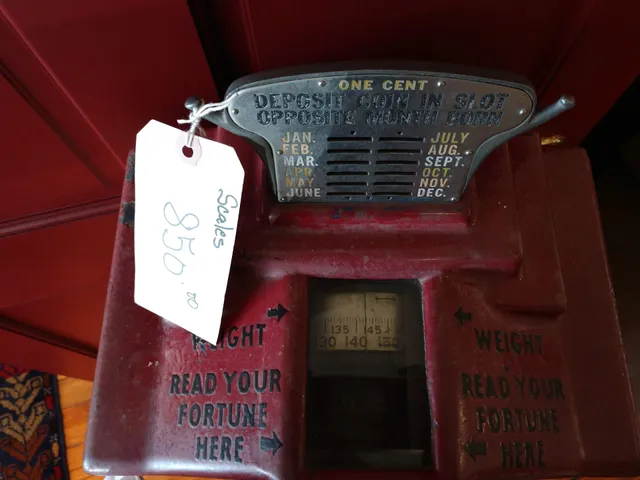 ONE CENT
DEPOSIT COIN IN SLOT
OPPOSITE MONTH BORN
JAN. JULY
FEB. AUG.
MAR. SEPT.
APR. OCT.
MAY NOV.
JUNE DEC.
Scales
850.00
135 145
130 140 150
WEIGHT
READ YOUR
FORTUNE
HERE
WEIGHT
READ YOUR
FORTUNE
HERE